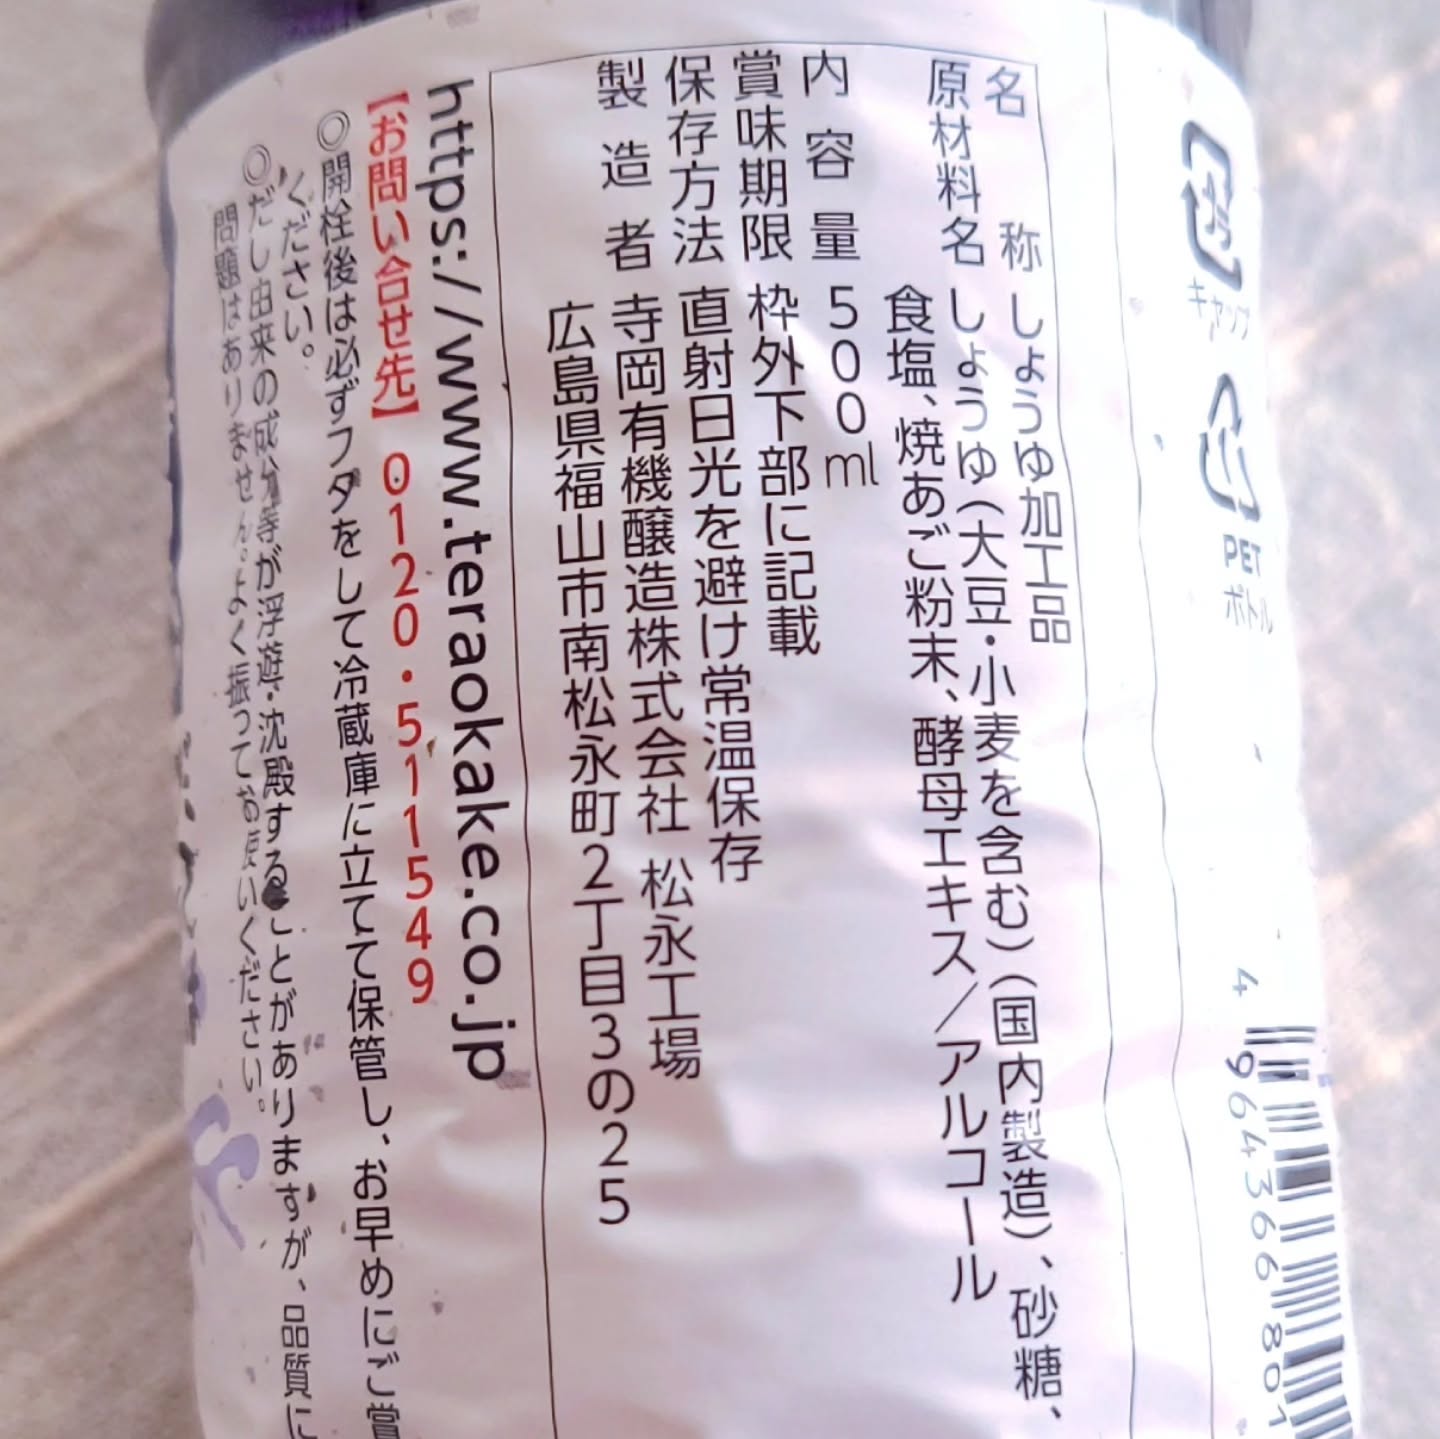 キャップ
PET
ボトル
4 964366 801
名称 しょうゆ加工品
原材料名 しょうゆ(大豆・小麦を含む)(国内製造)、砂糖、
食塩、焼あご粉末、酵母エキス/アルコール
内容量 500ml
賞味期限 枠外下部に記載
保存方法 直射日光を避け常温保存
製造者 寺岡有機醸造株式会社 松永工場
広島県福山市南松永町2丁目3の25
https://www.teraokake.co.jp
【お問い合せ先】0120・511549
◎開栓後は必ずフタをして冷蔵庫に立てて保管し、お早めにご賞
ください。
◎だし由来の成分等が浮遊・沈殿することがありますが、品質に
問題はありません。よく振ってお使いください。